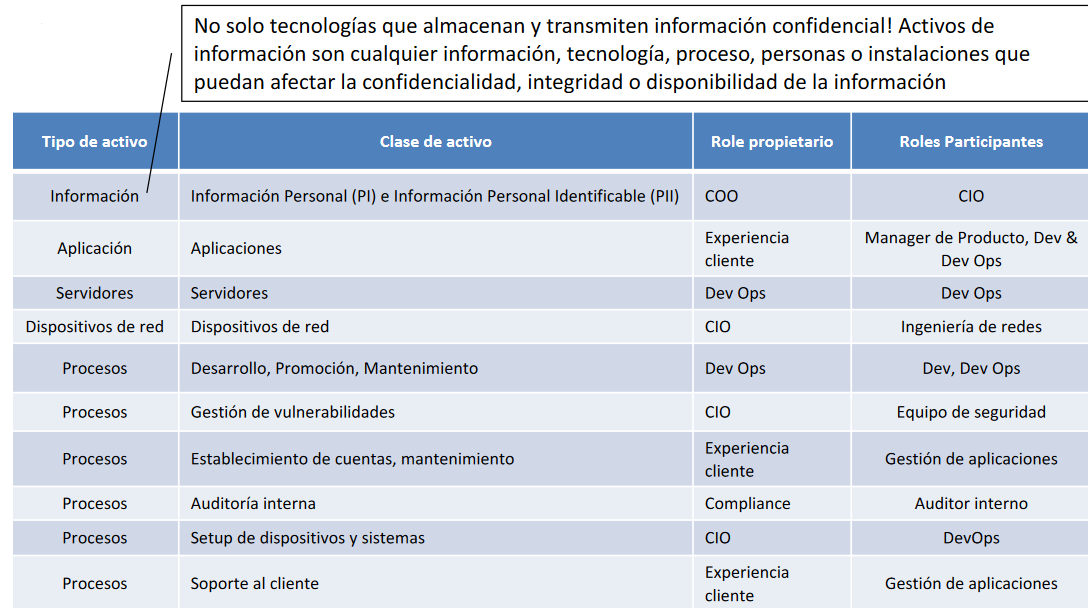 No solo tecnologías que almacenan y transmiten información confidencial! Activos de
información son cualquier información, tecnología, proceso, personas o instalaciones que
puedan afectar la confidencialidad, integridad o disponibilidad de la información
Tipo de activo Clase de activo Role propietario Roles Participantes
Información Información Personal (PI) e Información Personal Identificable (PII) COO CIO
Aplicación Aplicaciones Experiencia cliente Manager de Producto, Dev & Dev Ops
Servidores Servidores Dev Ops Dev Ops
Dispositivos de red Dispositivos de red CIO Ingeniería de redes
Procesos Desarrollo, Promoción, Mantenimiento Dev Ops Dev, Dev Ops
Procesos Gestión de vulnerabilidades CIO Equipo de seguridad
Procesos Establecimiento de cuentas, mantenimiento Experiencia cliente Gestión de aplicaciones
Procesos Auditoría interna Compliance Auditor interno
Procesos Setup de dispositivos y sistemas CIO DevOps
Procesos Soporte al cliente Experiencia cliente Gestión de aplicaciones